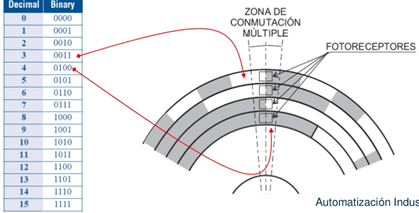 Decimal Binary
0 0000
1 0001
2 0010
3 0011
4 0100
5 0101
6 0110
7 0111
8 1000
9 1001
10 1010
11 1011
12 1100
13 1101
14 1110
15 1111
ZONA DE
CONMUTACIÓN
MÚLTIPLE
FOTORECEPTORES
Automatización Indus